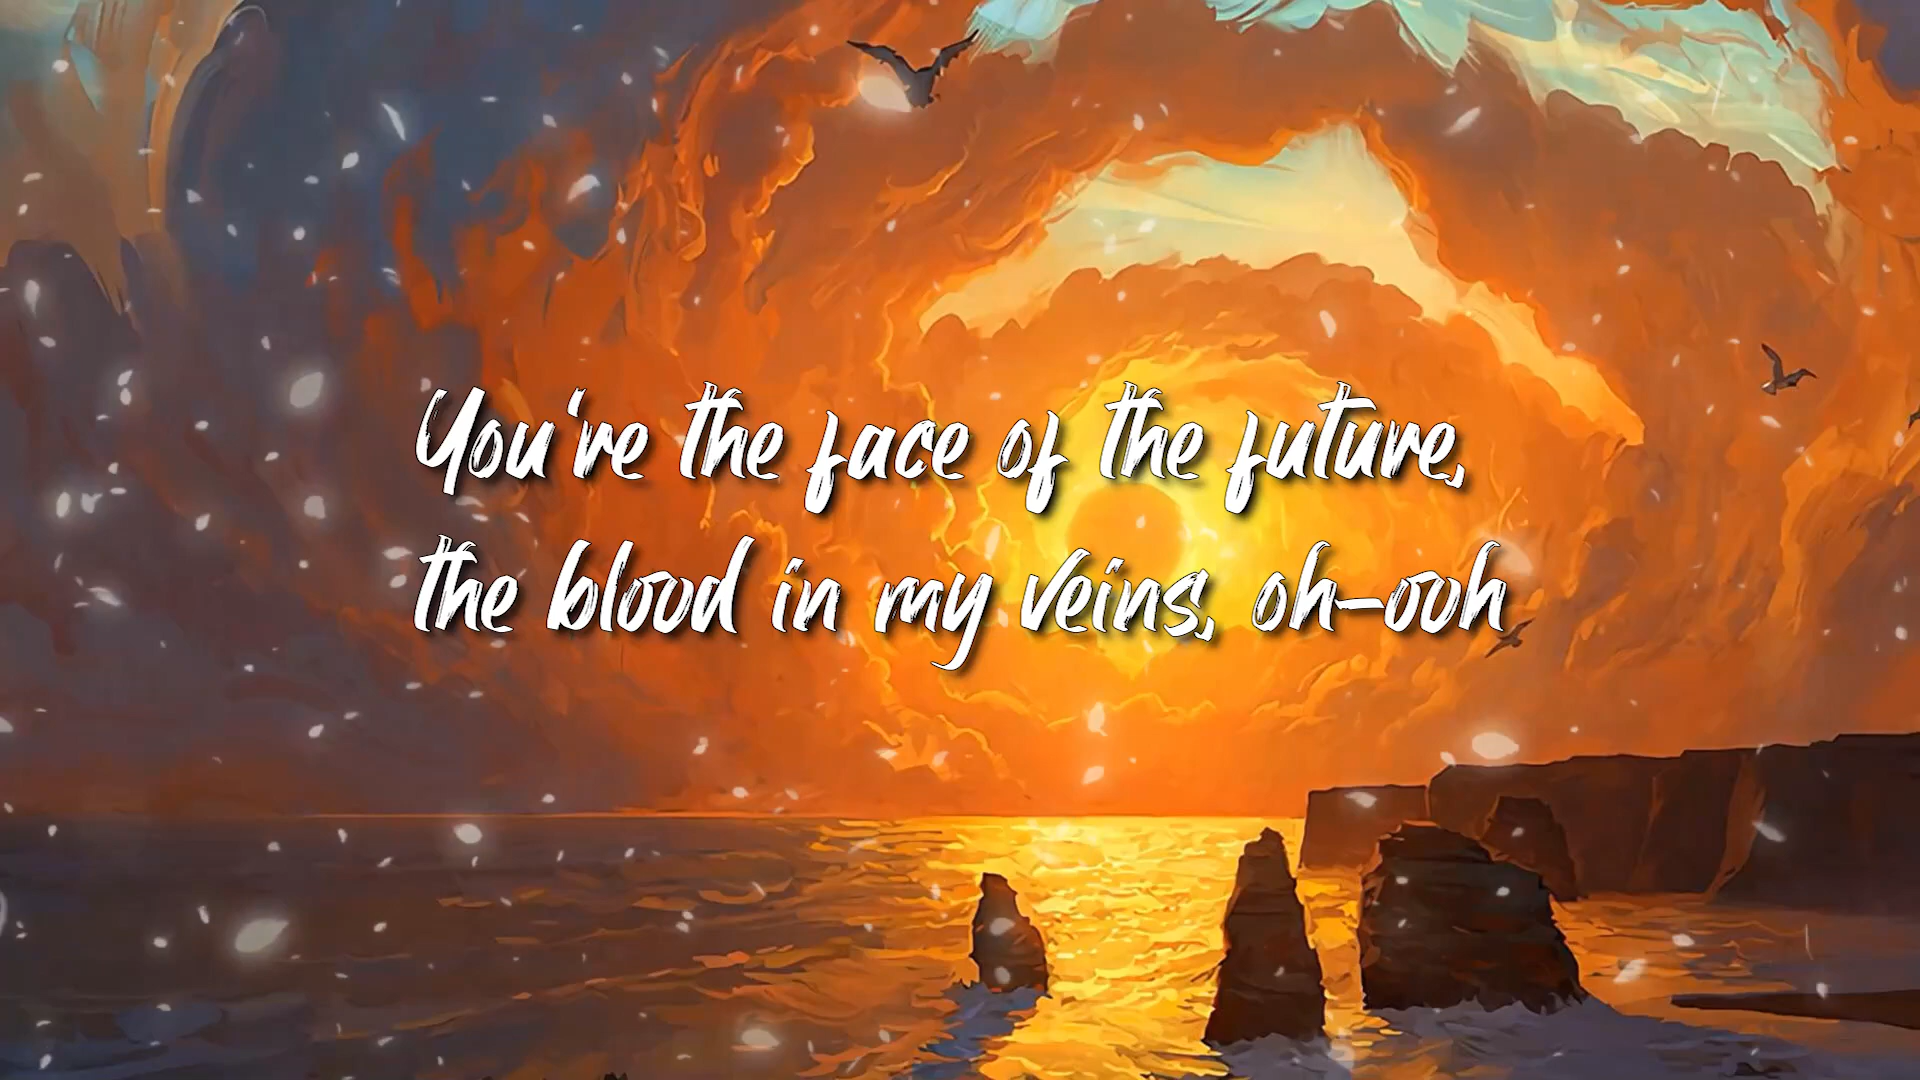 You're the face of the future,
the blood in my veins, oh-ooh